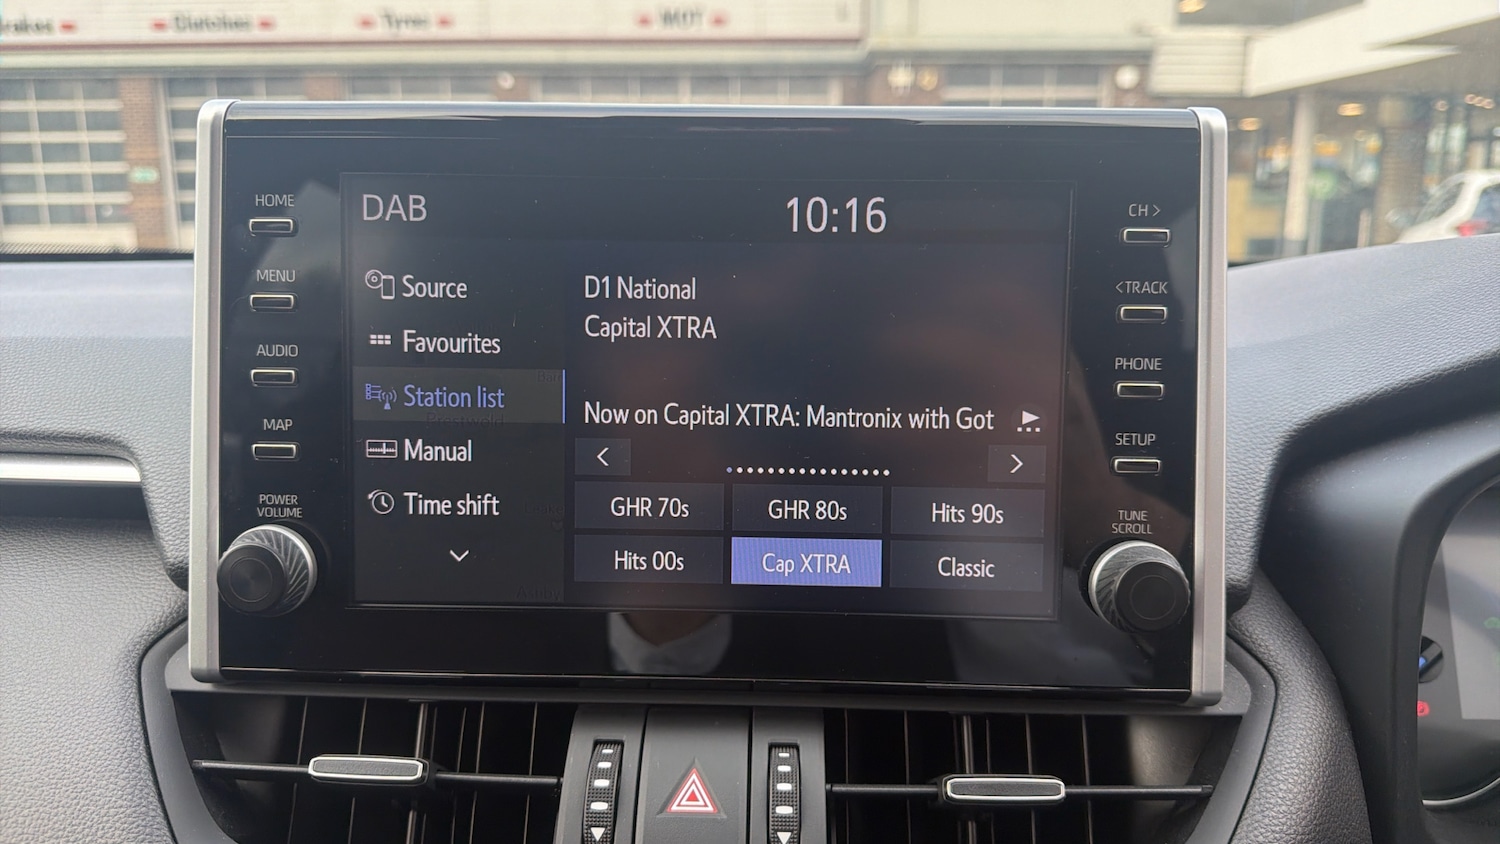 Clutches
Tyres
MOT
HOME
MENU
AUDIO
MAP
POWER
VOLUME
DAB
10:16
Source
Favourites
Station list
Manual
Time shift
D1 National
Capital XTRA
Now on Capital XTRA: Mantronix with Got
<
>
GHR 70s
GHR 80s
Hits 90s
Hits 00s
Cap XTRA
Classic
CH >
< TRACK
PHONE
SETUP
TUNE
SCROLL